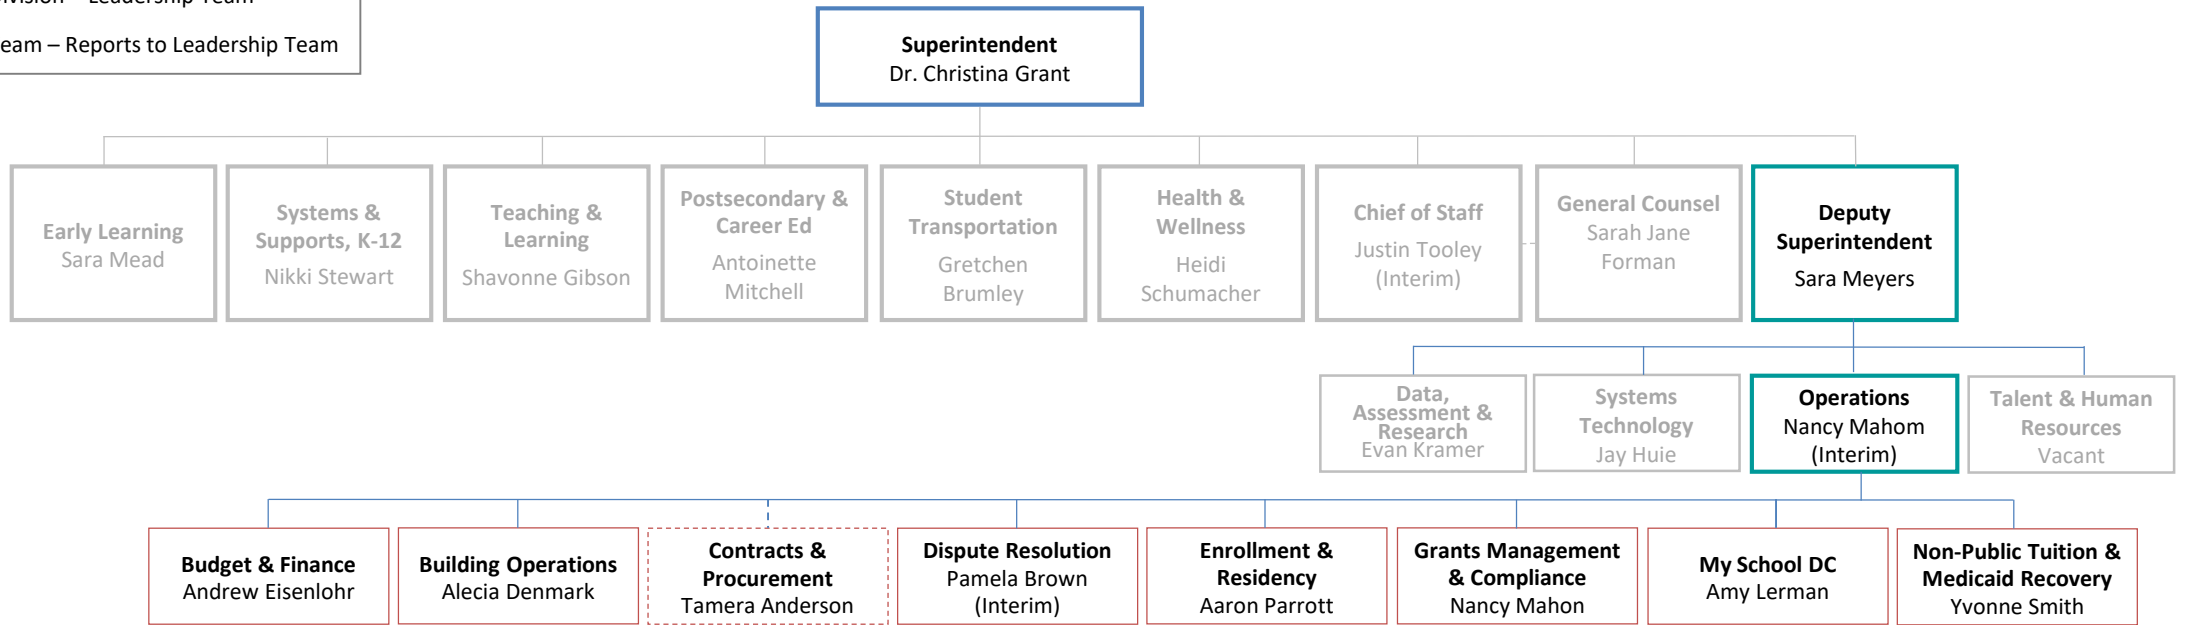 – Leadership Team
– Reports to Leadership Team
Superintendent
Dr. Christina Grant
Early Learning
Sara Mead
Systems &
Supports, K-12
Nikki Stewart
Teaching &
Learning
Shavonne Gibson
Postsecondary &
Career Ed
Antoinette
Mitchell
Student
Transportation
Gretchen
Brumley
Health &
Wellness
Heidi
Schumacher
Chief of Staff
Justin Tooley
(Interim)
General Counsel
Sarah Jane
Forman
Deputy
Superintendent
Sara Meyers
Data,
Assessment &
Research
Evan Kramer
Systems
Technology
Jay Huie
Operations
Nancy Mahom
(Interim)
Talent & Human
Resources
Vacant
Budget & Finance
Andrew Eisenlohr
Building Operations
Alecia Denmark
Contracts &
Procurement
Tamera Anderson
Dispute Resolution
Pamela Brown
(Interim)
Enrollment &
Residency
Aaron Parrott
Grants Management
& Compliance
Nancy Mahon
My School DC
Amy Lerman
Non-Public Tuition &
Medicaid Recovery
Yvonne Smith